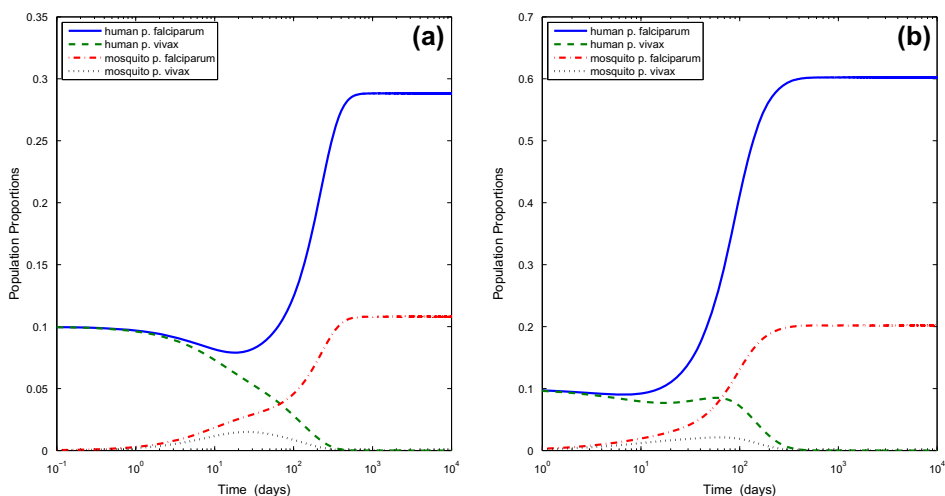 (a)
human p. falciparum
human p. vivax
mosquito p. falciparum
mosquito p. vivax
0.35
0.3
0.25
0.2
0.15
0.1
0.05
0
Population Proportions
10⁻¹ 10⁰ 10¹ 10² 10³ 10⁴
Time (days)
(b)
human p. falciparum
human p. vivax
mosquito p. falciparum
mosquito p. vivax
0.7
0.6
0.5
0.4
0.3
0.2
0.1
0
Population Proportions
10⁰ 10¹ 10² 10³ 10⁴
Time (days)